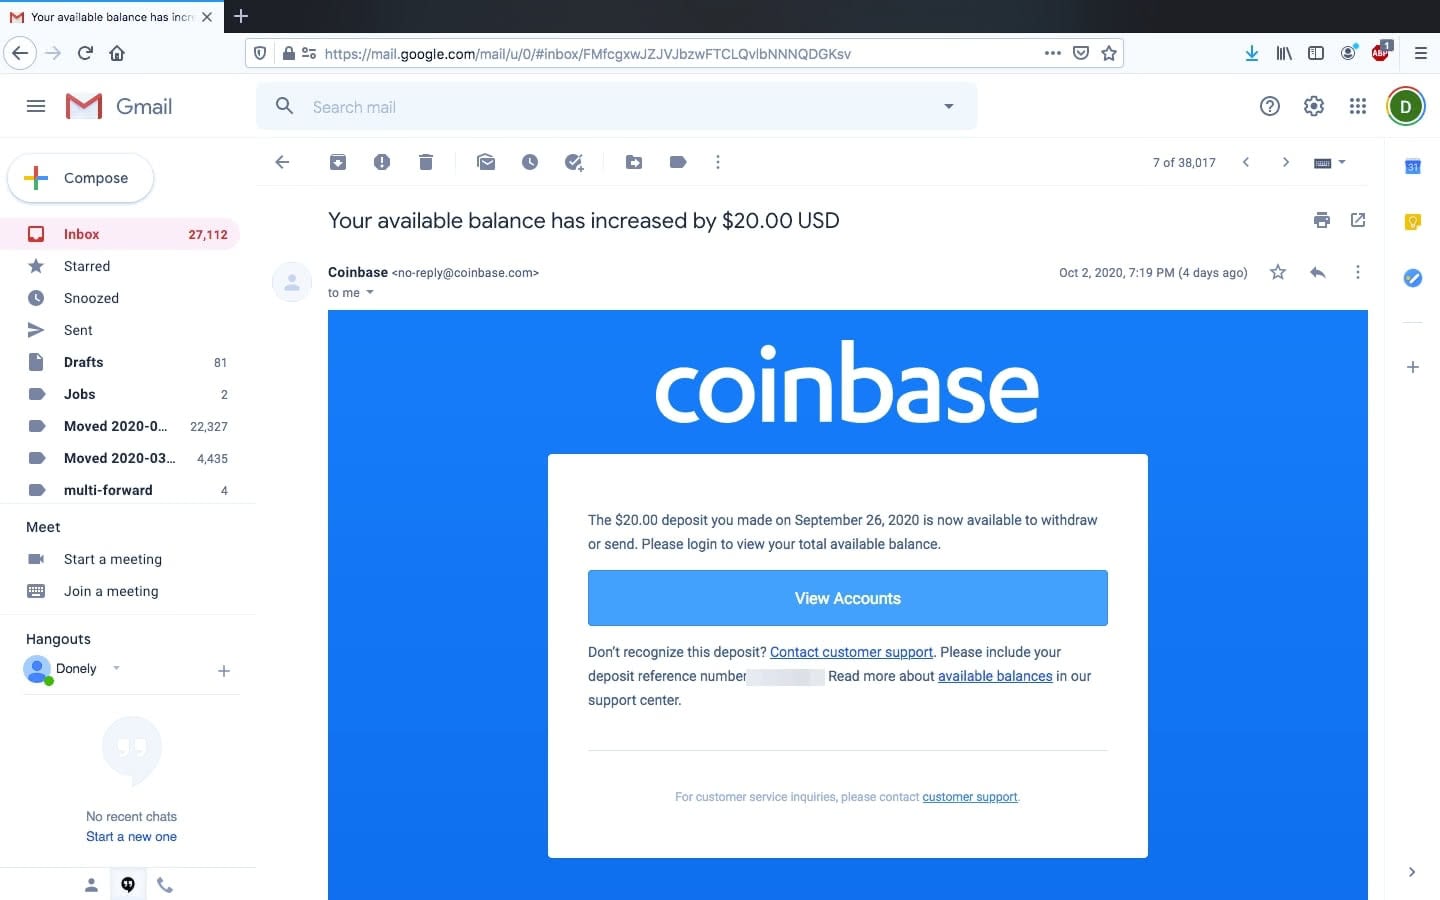 Your available balance has incre
https://mail.google.com/mail/u/0/#inbox/FMfcgxwJZJVJbzwFTCLQvlbNNNQDGKsv
ABP
1
Gmail
Search mail
D
Compose
7 of 38,017
31
Inbox 27,112
Starred
Snoozed
Sent
Drafts 81
Jobs 2
Moved 2020-0... 22,327
Moved 2020-03... 4,435
multi-forward 4
Meet
Start a meeting
Join a meeting
Hangouts
Donely
No recent chats
Start a new one
Your available balance has increased by $20.00 USD
Coinbase <no-reply@coinbase.com>
Oct 2, 2020, 7:19 PM (4 days ago)
to me
coinbase
The $20.00 deposit you made on September 26, 2020 is now available to withdraw
or send. Please login to view your total available balance.
View Accounts
Don't recognize this deposit? Contact customer support. Please include your
deposit reference number Read more about available balances in our
support center.
For customer service inquiries, please contact customer support.